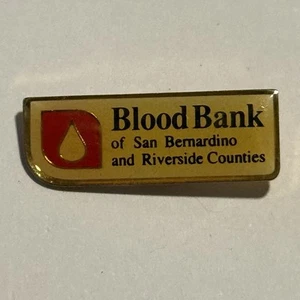 Blood Bank
of San Bernardino
and Riverside Counties